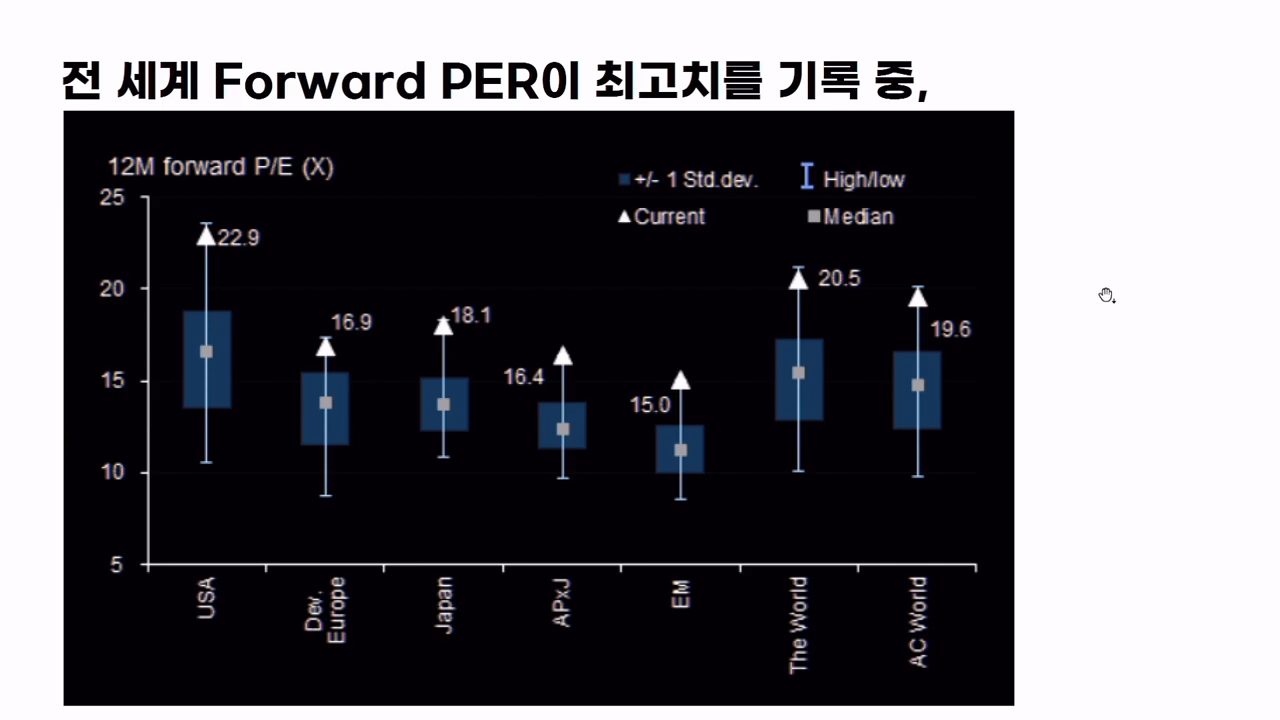 전 세계 Forward PER이 최고치를 기록 중,
12M forward P/E (X)
+/- 1 Std.dev.
High/low
Current
Median
25
20
15
10
5
22.9
16.9
18.1
16.4
15.0
20.5
19.6
USA
Dev.
Europe
Japan
APxJ
EM
The World
AC World